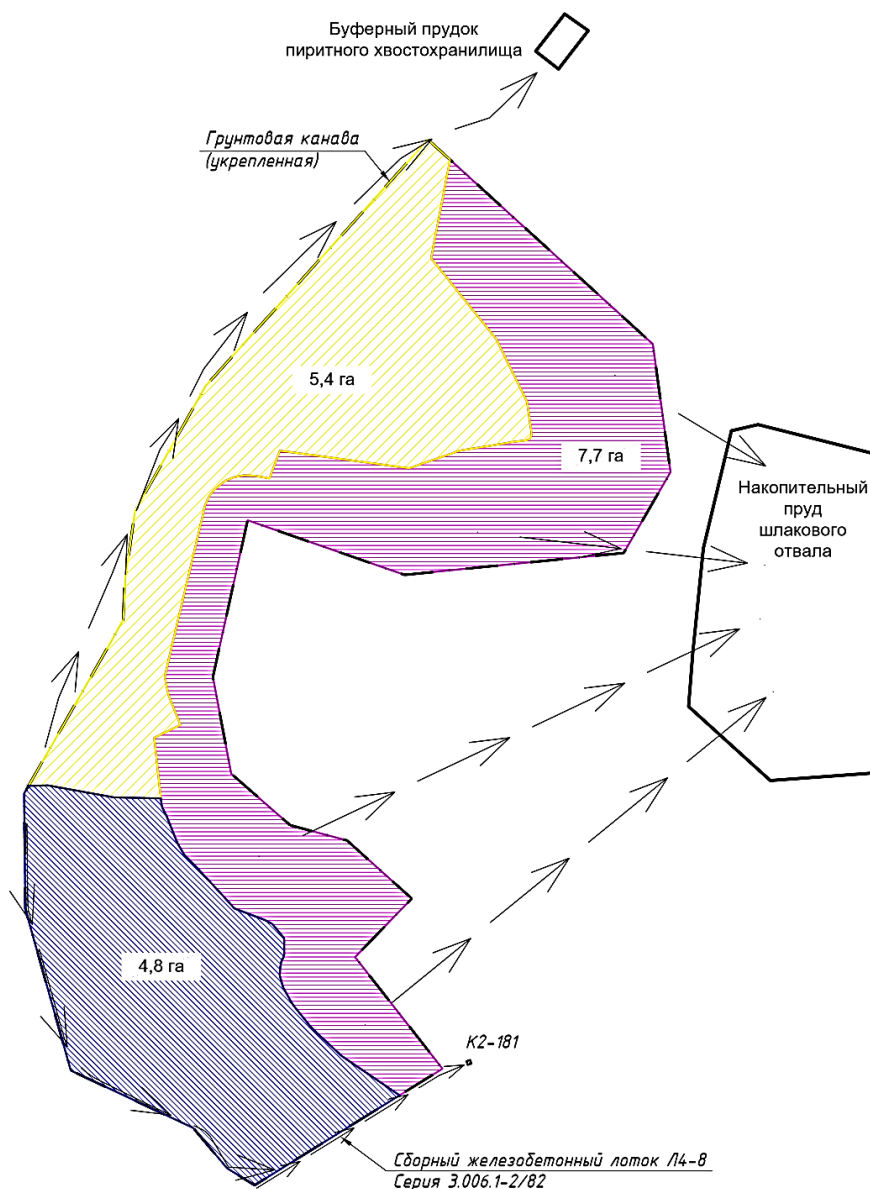 Буферный прудок
пиритного хвостохранилища
Грунтовая канава
(укрепленная)
5,4 га
7,7 га
Накопительный
пруд
шлакового
отвала
4,8 га
К2-181
Сборный железобетонный лоток Л4-8
Серия 3.006.1-2/82